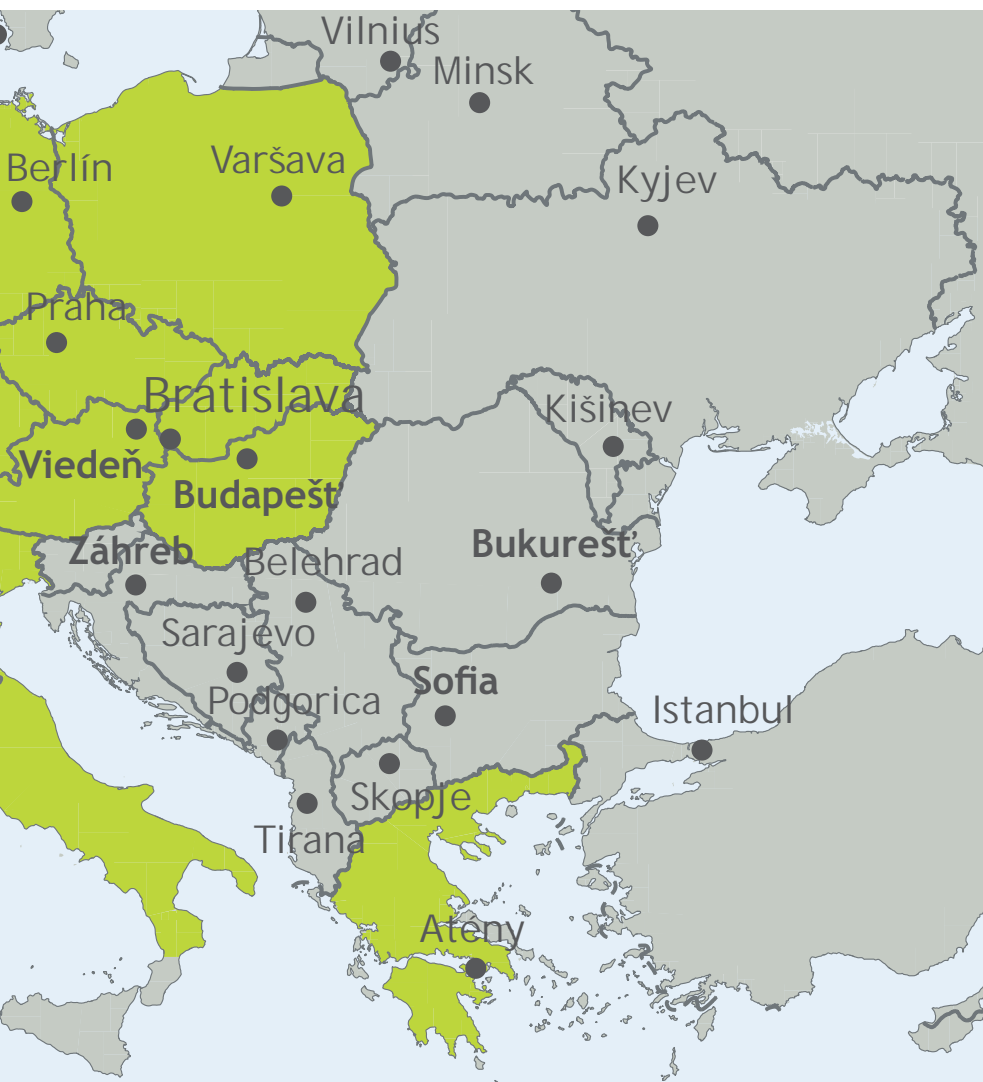 Vilnius
Minsk
Varšava
Berlín
Kyjev
Praha
Bratislava
Kišinev
Viedeň
Budapešť
Bukurešť
Záhreb
Belehrad
Sarajevo
Sofia
Podgorica
Istanbul
Skopje
Tirana
Atény